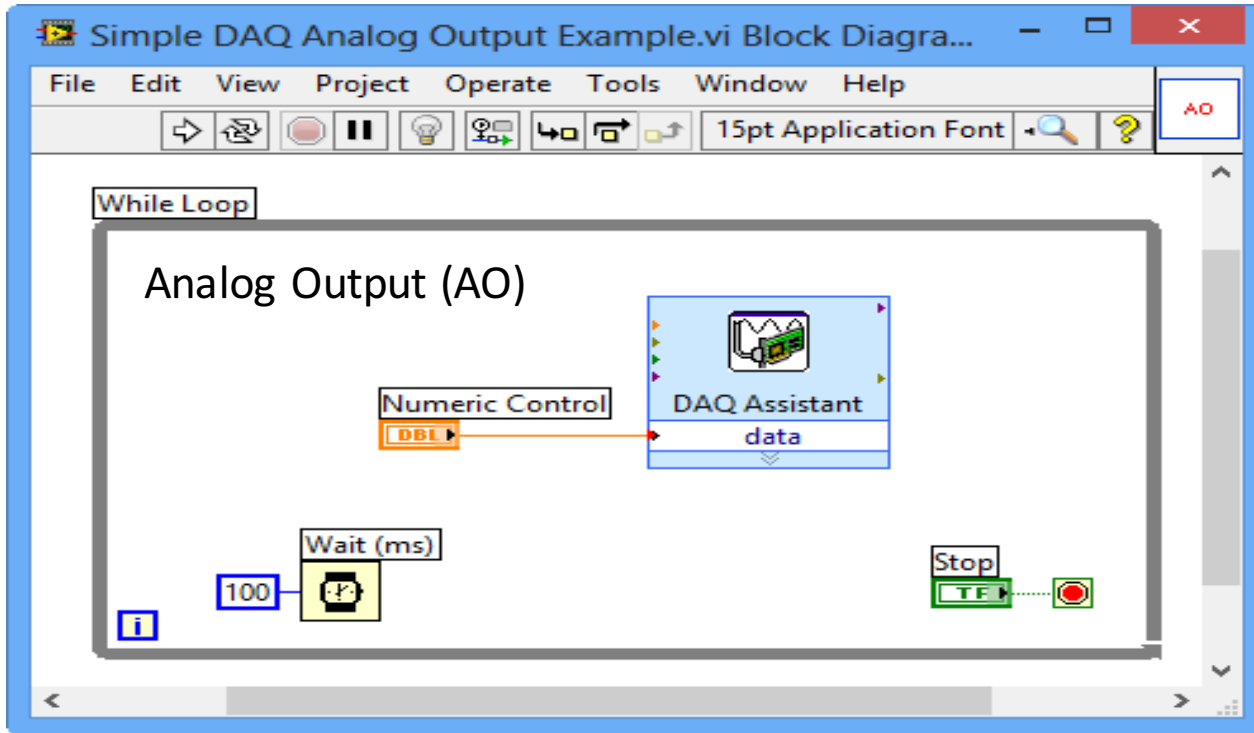 Simple DAQ Analog Output Example.vi Block Diagra...
File Edit View Project Operate Tools Window Help
15pt Application Font
AO
While Loop
Analog Output (AO)
Numeric Control
DBL
DAQ Assistant
data
Wait (ms)
100
i
Stop
TF